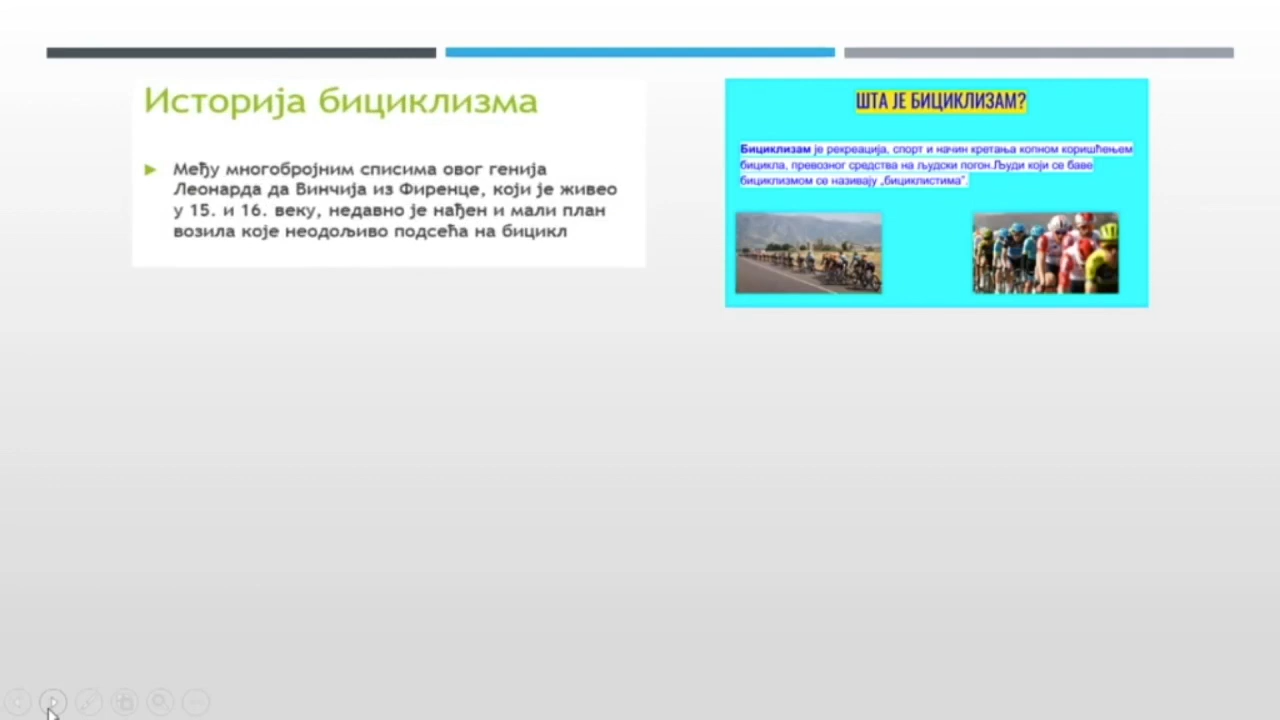 Историја бициклизма
Међу многобројним списима овог генија
Леонарда да Винчија из Фиренце, који је живео
у 15. и 16. веку, недавно је нађен и мали план
возила које неодољиво подсећа на бицикл
ШТА ЈЕ БИЦИКЛИЗАМ?
Бициклизам је рекреација, спорт и начин кретања копном коришћењем
бицикла, превозног средства на људски погон.Људи који се баве
бициклизмом се називају „бициклистима”.